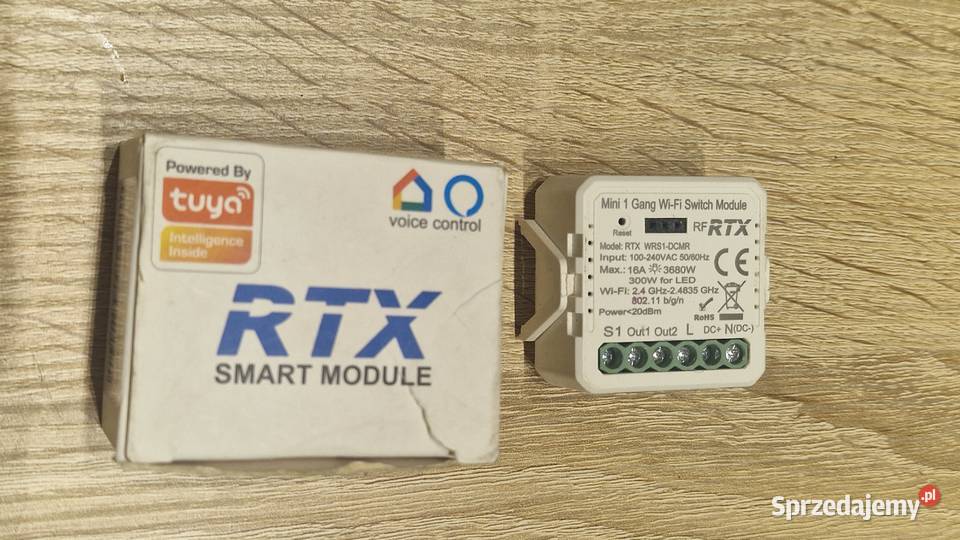 Powered By
tuya
Intelligence
Inside
voice control
RTX
SMART MODULE
Mini 1 Gang Wi-Fi Switch Module
Reset
RF RTX
Model: RTX WRS1-DCMR
Input: 100-240VAC 50/60Hz
Max.: 16A 3680W
300W for LED
Wi-Fi: 2.4 GHz-2.4835 GHz
802.11 b/g/n
Power<20dBm
CE
RoHS
S1 Out1 Out2 L DC+ N(DC-)
Sprzedajemy.pl